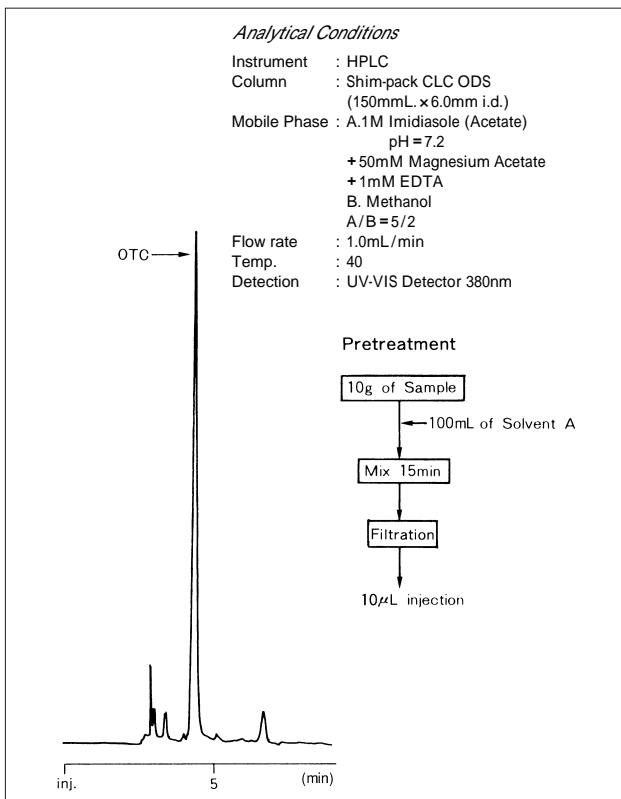 Analytical Conditions
Instrument : HPLC
Column : Shim-pack CLC ODS
(150mmL. × 6.0mm i.d.)
Mobile Phase : A.1M Imidiasole (Acetate)
pH = 7.2
+ 50mM Magnesium Acetate
+ 1mM EDTA
B. Methanol
A/B = 5/2
Flow rate : 1.0mL/min
Temp. : 40
Detection : UV-VIS Detector 380nm
OTC
Pretreatment
10g of Sample
100mL of Solvent A
Mix 15min
Filtration
10μL injection
inj. 5 (min)